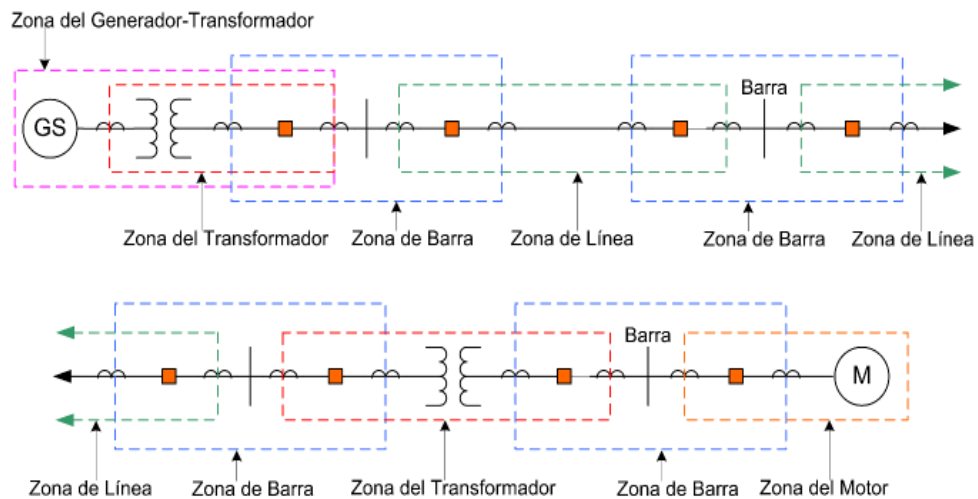 Zona del Generador-Transformador
GS
Barra
Zona del Transformador
Zona de Barra
Zona de Línea
Zona de Barra
Zona de Línea
Barra
M
Zona de Línea
Zona de Barra
Zona del Transformador
Zona de Barra
Zona del Motor